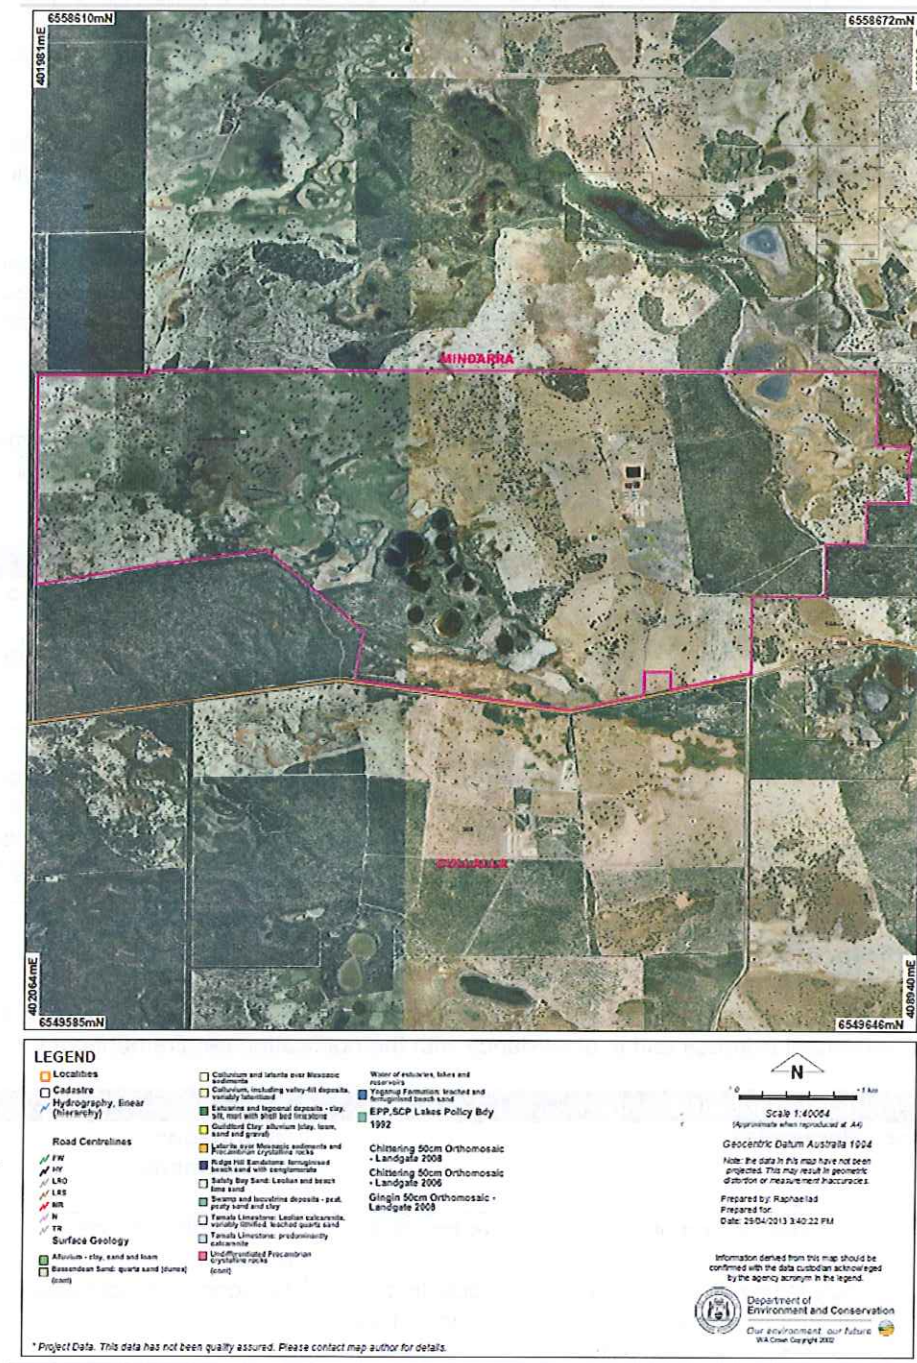 6558610mN
6558672mN
401981mE
MINDARRA
402064mE
408940mE
6549585mN
6549646mN
LEGEND
Localities
Cadastre
Hydrography, linear
(hierarchy)
Road Centrelines
FW
HY
LRO
LRS
MR
N
TR
Surface Geology
Alluvium - clay, sand and loam
Bassendean Sand: quartz sand (dunes)
(cont)
Colluvium and laterite over Mesozoic
sediments
Colluvium, including valley-fill deposits,
variably lateritized
Estuarine and lagoonal deposits - clay,
silt, marl with shell bed limestone
Guildford Clay: alluvium (clay, loam,
sand and gravel)
Laterite over Mesozoic sediments and
Precambrian crystalline rocks
Ridge Hill Sandstone: ferruginised
beach sand with conglomerate
Safety Bay Sand: Leolian and beach
lime sand
Swamp and lacustrine deposits - peat,
peaty sand and clay
Tamala Limestone: Leolian calcarenite,
variably lithified, leached quartz sand
Tamala Limestone: predominantly
calcarenite
Undifferentiated Precambrian
crystalline rocks
(cont)
Water of estuaries, lakes and
reservoirs
Yoganup Formation: leached and
ferruginised beach sand
EPP,SCP Lakes Policy Bdy
1992
Chittering 50cm Orthomosaic
- Landgate 2008
Chittering 50cm Orthomosaic
- Landgate 2006
Gingin 50cm Orthomosaic -
Landgate 2008
N
0
1 km
Scale 1:40064
(Approximate when reproduced at A4)
Geocentric Datum Australia 1994
Note: the data in this map have not been
projected. This may result in geometric
distortion or measurement inaccuracies.
Prepared by: Raphaellad
Prepared for:
Date: 29/04/2013 3:40:22 PM
Information derived from this map should be
confirmed with the data custodian acknowleged
by the agency acronym in the legend.
Department of
Environment and Conservation
Our environment, our future
WA Crown Copyright 2002
* Project Data. This data has not been quality assured. Please contact map author for details.